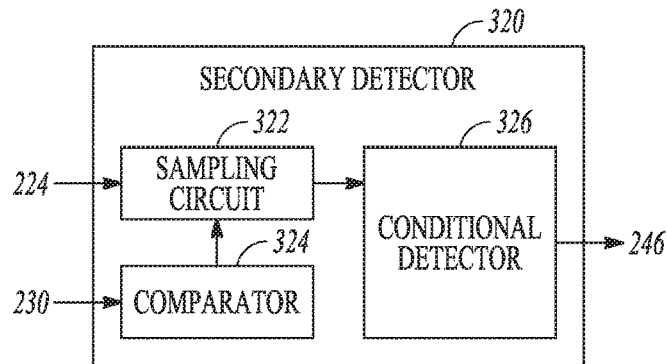 320
SECONDARY DETECTOR
322
326
SAMPLING
CIRCUIT
224
CONDITIONAL
DETECTOR
246
324
230
COMPARATOR